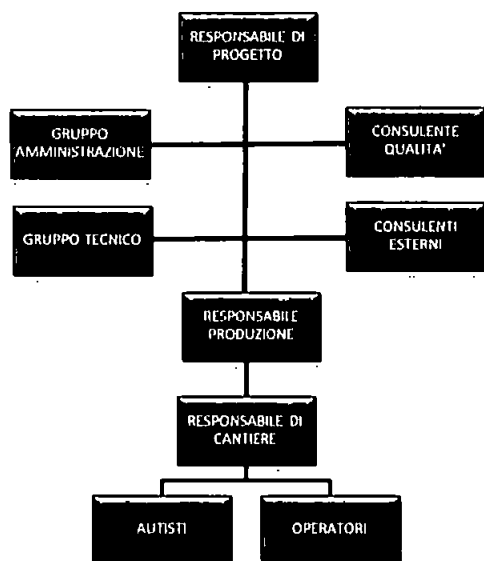 RESPONSABILE DI
PROGETTO
GRUPPO
AMMINISTRAZIONE
CONSULENTE
QUALITA'
GRUPPO TECNICO
CONSULENTI
ESTERNI
RESPONSABILE
PRODUZIONE
RESPONSABILE DI
CANTIERE
AUTISTI
OPERATORI